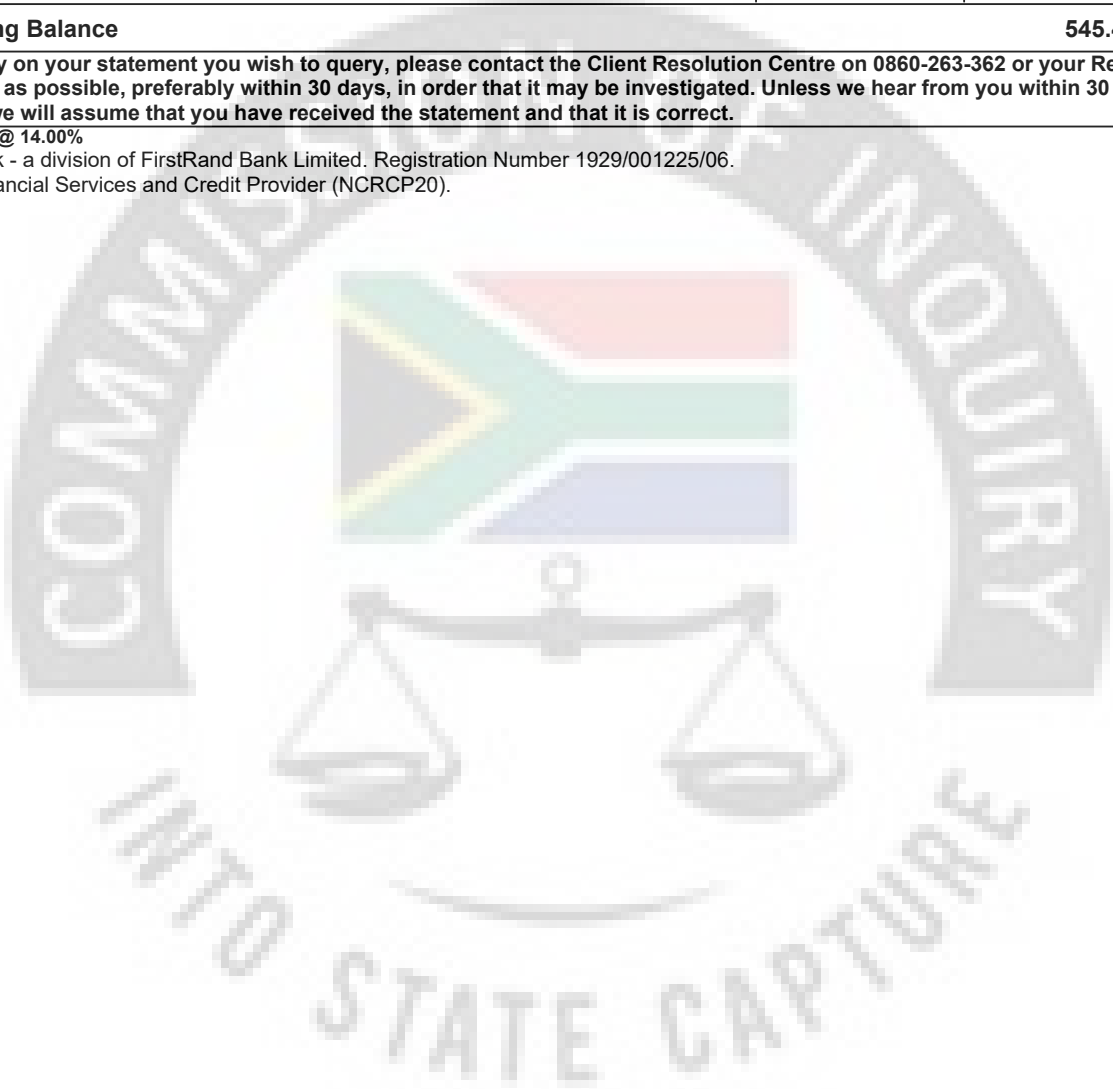 ng Balance 545.
y on your statement you wish to query, please contact the Client Resolution Centre on 0860-263-362 or your Re
as possible, preferably within 30 days, in order that it may be investigated. Unless we hear from you within 30
we will assume that you have received the statement and that it is correct.
@ 14.00%
k - a division of FirstRand Bank Limited. Registration Number 1929/001225/06.
ancial Services and Credit Provider (NCRCP20).
COMMISSION OF INQUIRY
INTO STATE CAPTURE